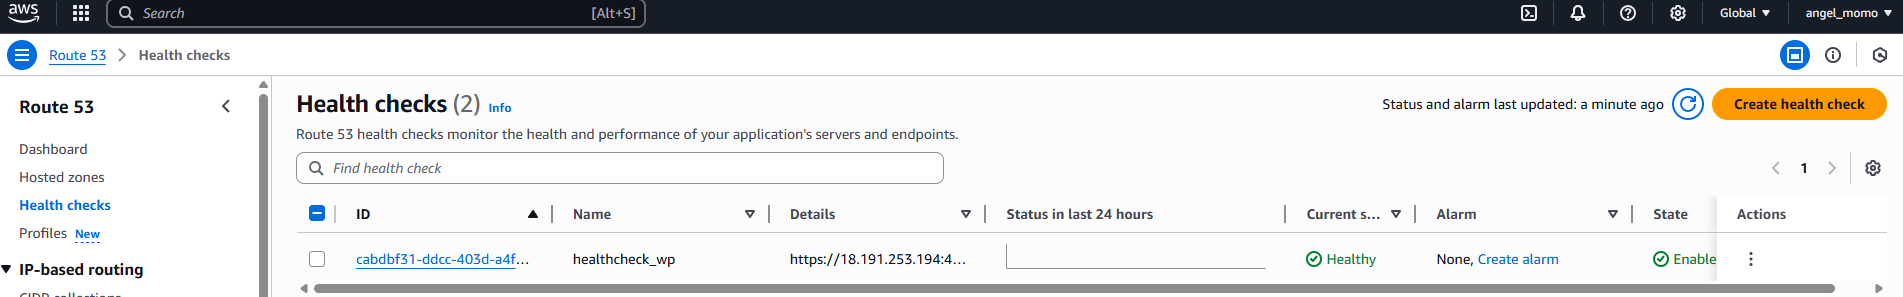 aws Search [Alt+S] Global angel_momo
Route 53 > Health checks
Route 53
Dashboard
Hosted zones
Health checks
Profiles New
IP-based routing
Health checks (2) Info
Status and alarm last updated: a minute ago Create health check
Route 53 health checks monitor the health and performance of your application's servers and endpoints.
Find health check
1
ID Name Details Status in last 24 hours Current s... Alarm State Actions
cabdbf31-ddcc-403d-a4f... healthcheck_wp https://18.191.253.194:4... Healthy None, Create alarm Enable